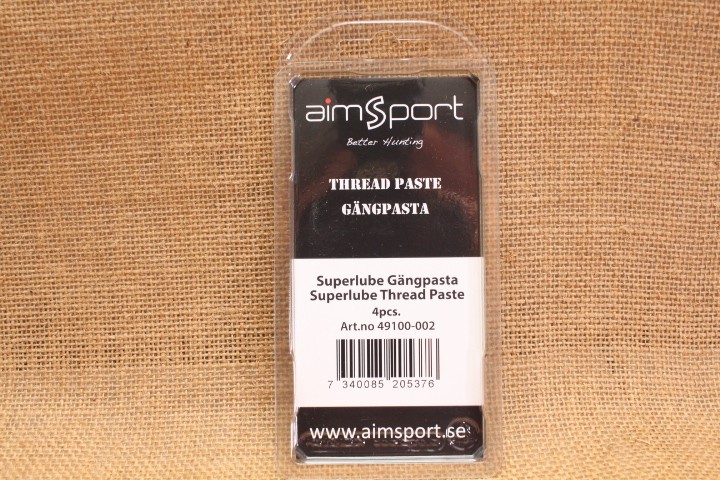 aimSport
Better Hunting
THREAD PASTE
GÄNGPASTA
Superlube Gängpasta
Superlube Thread Paste
4pcs.
Art.no 49100-002
7 340085 205376
www.aimsport.se